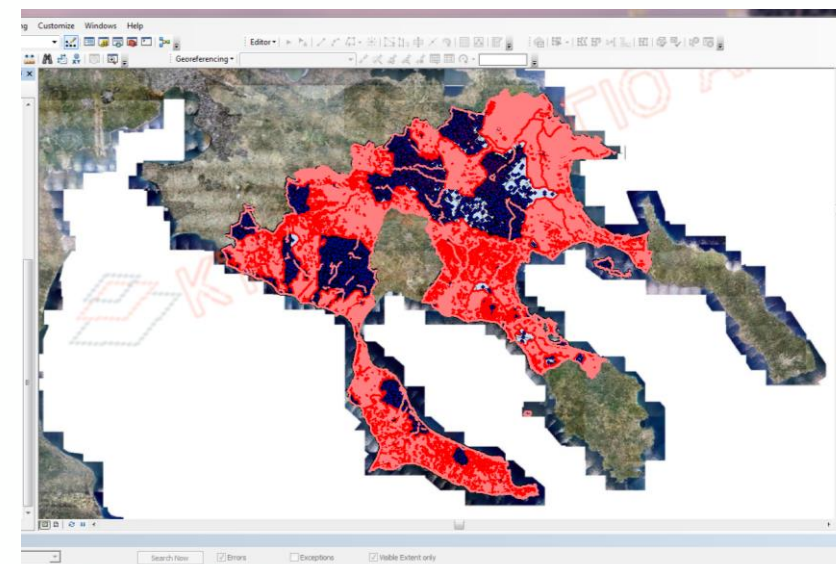 Customize Windows Help
Editor
Georeferencing
Search Now Errors Exceptions Visible Extent only